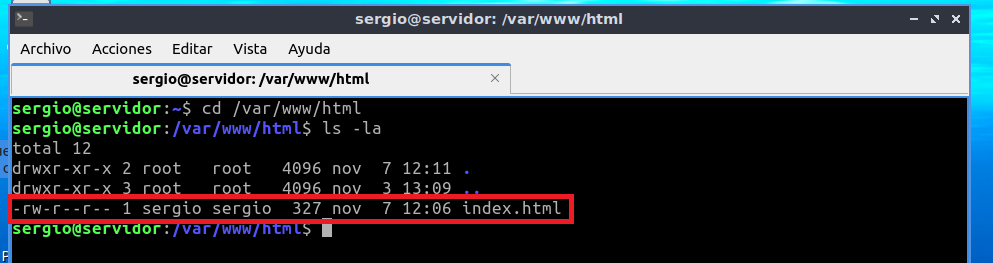 sergio@servidor: /var/www/html
Archivo Acciones Editar Vista Ayuda
sergio@servidor: /var/www/html
sergio@servidor:~$ cd /var/www/html
sergio@servidor:/var/www/html$ ls -la
total 12
drwxr-xr-x 2 root   root   4096 nov  7 12:11 .
drwxr-xr-x 3 root   root   4096 nov  3 13:09 ..
-rw-r--r-- 1 sergio sergio  327 nov  7 12:06 index.html
sergio@servidor:/var/www/html$